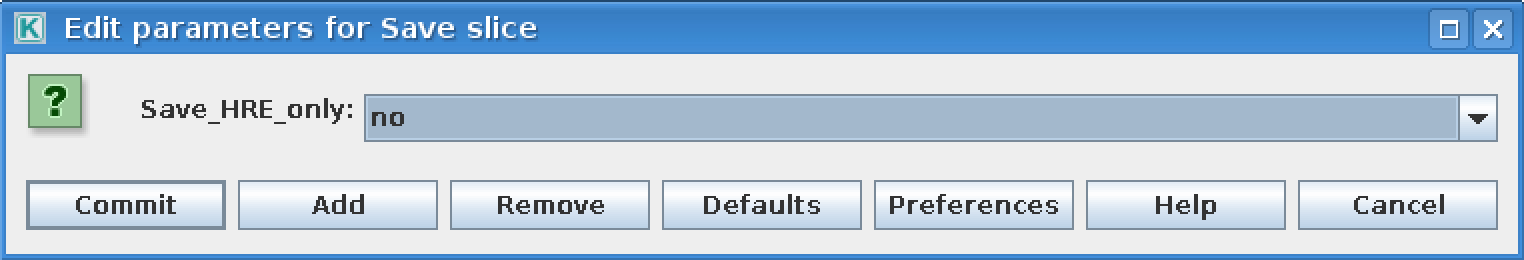 K Edit parameters for Save slice
? Save_HRE_only: no
Commit Add Remove Defaults Preferences Help Cancel